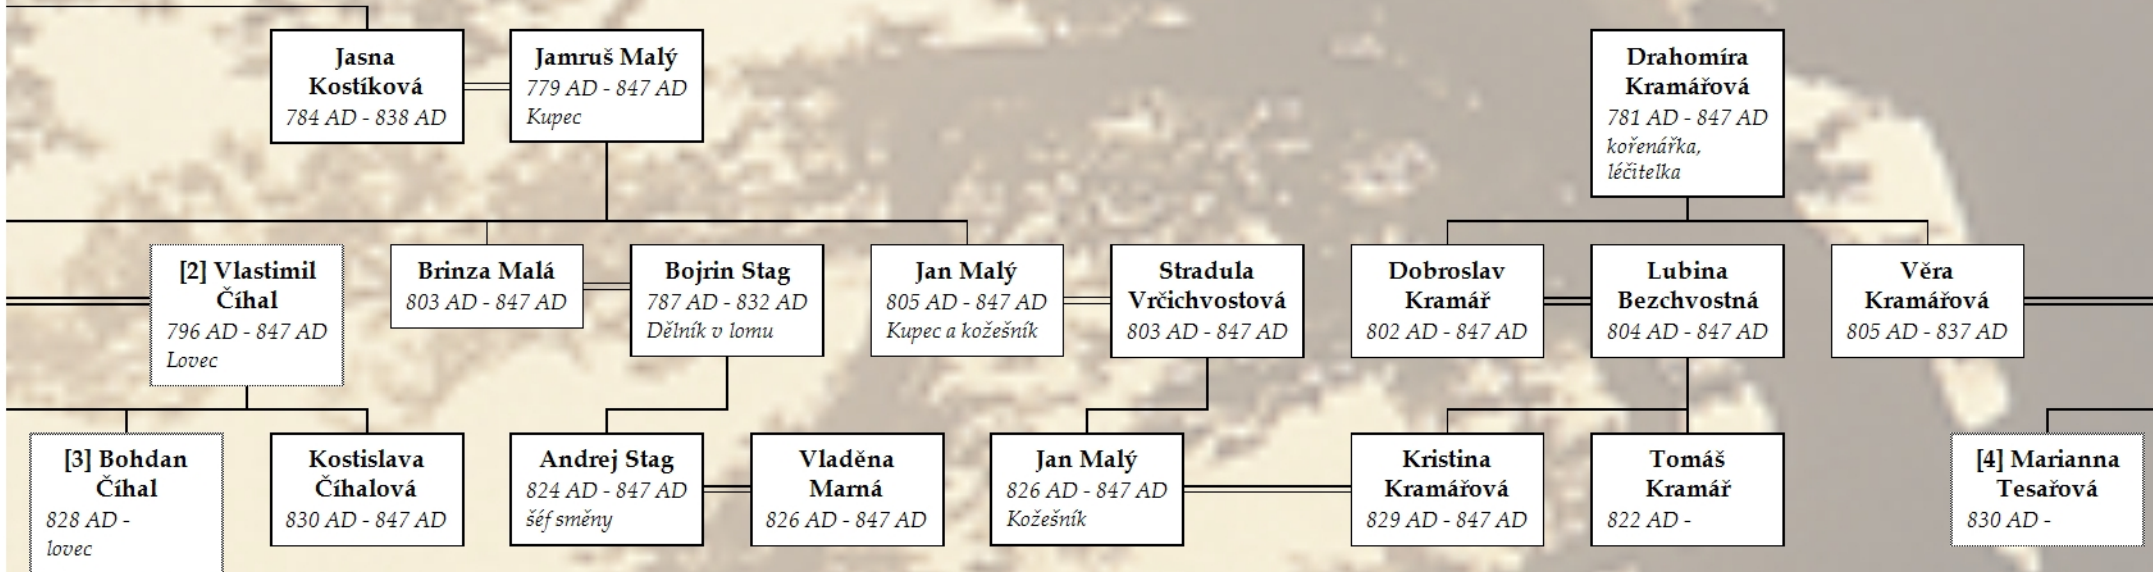 Jasna
Kostíková
784 AD - 838 AD
Jamruš Malý
779 AD - 847 AD
Kupec
Drahomíra
Kramářová
781 AD - 847 AD
kořenářka,
léčitelka
[2] Vlastimil
Číhal
796 AD - 847 AD
Lovec
Brinza Malá
803 AD - 847 AD
Bojrin Stag
787 AD - 832 AD
Dělník v lomu
Jan Malý
805 AD - 847 AD
Kupec a kožešník
Stradula
Vrčichvostová
803 AD - 847 AD
Dobroslav
Kramář
802 AD - 847 AD
Lubina
Bezchvostná
804 AD - 847 AD
Věra
Kramářová
805 AD - 837 AD
[3] Bohdan
Číhal
828 AD -
lovec
Kostislava
Číhalová
830 AD - 847 AD
Andrej Stag
824 AD - 847 AD
šéf směny
Vladěna
Marná
826 AD - 847 AD
Jan Malý
826 AD - 847 AD
Kožešník
Kristina
Kramářová
829 AD - 847 AD
Tomáš
Kramář
822 AD -
[4] Marianna
Tesařová
830 AD -